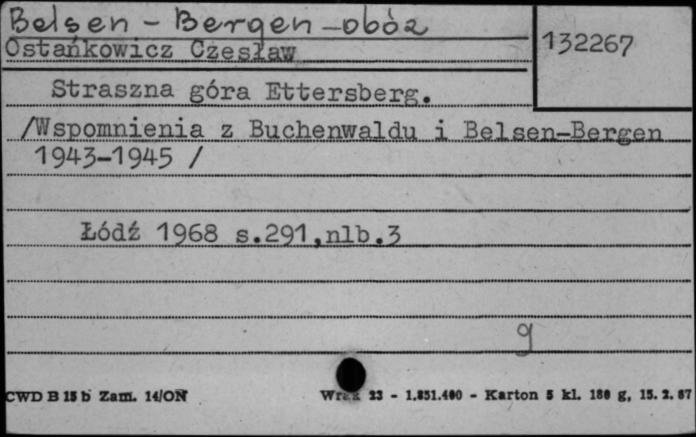 Belsen - Bergen - obóz
Ostańkowicz Czesław
132267
Straszna góra Ettersberg.
/Wspomnienia z Buchenwaldu i Belsen-Bergen
1943-1945 /
Łódź 1968 s.291,nlb.3
g
CWD B 15 b Zam. 14/ON 23 - 1.851.400 - Karton 5 kl. 180 g, 15. 2. 67